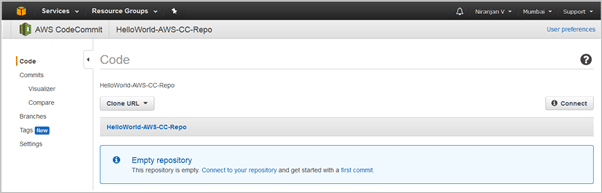 Services Resource Groups Niranjan V Mumbai Support
AWS CodeCommit HelloWorld-AWS-CC-Repo User preferences
Code
Commits
Visualizer
Compare
Branches
Tags New
Settings
Code
HelloWorld-AWS-CC-Repo
Clone URL Connect
HelloWorld-AWS-CC-Repo
Empty repository
This repository is empty. Connect to your repository and get started with a first commit